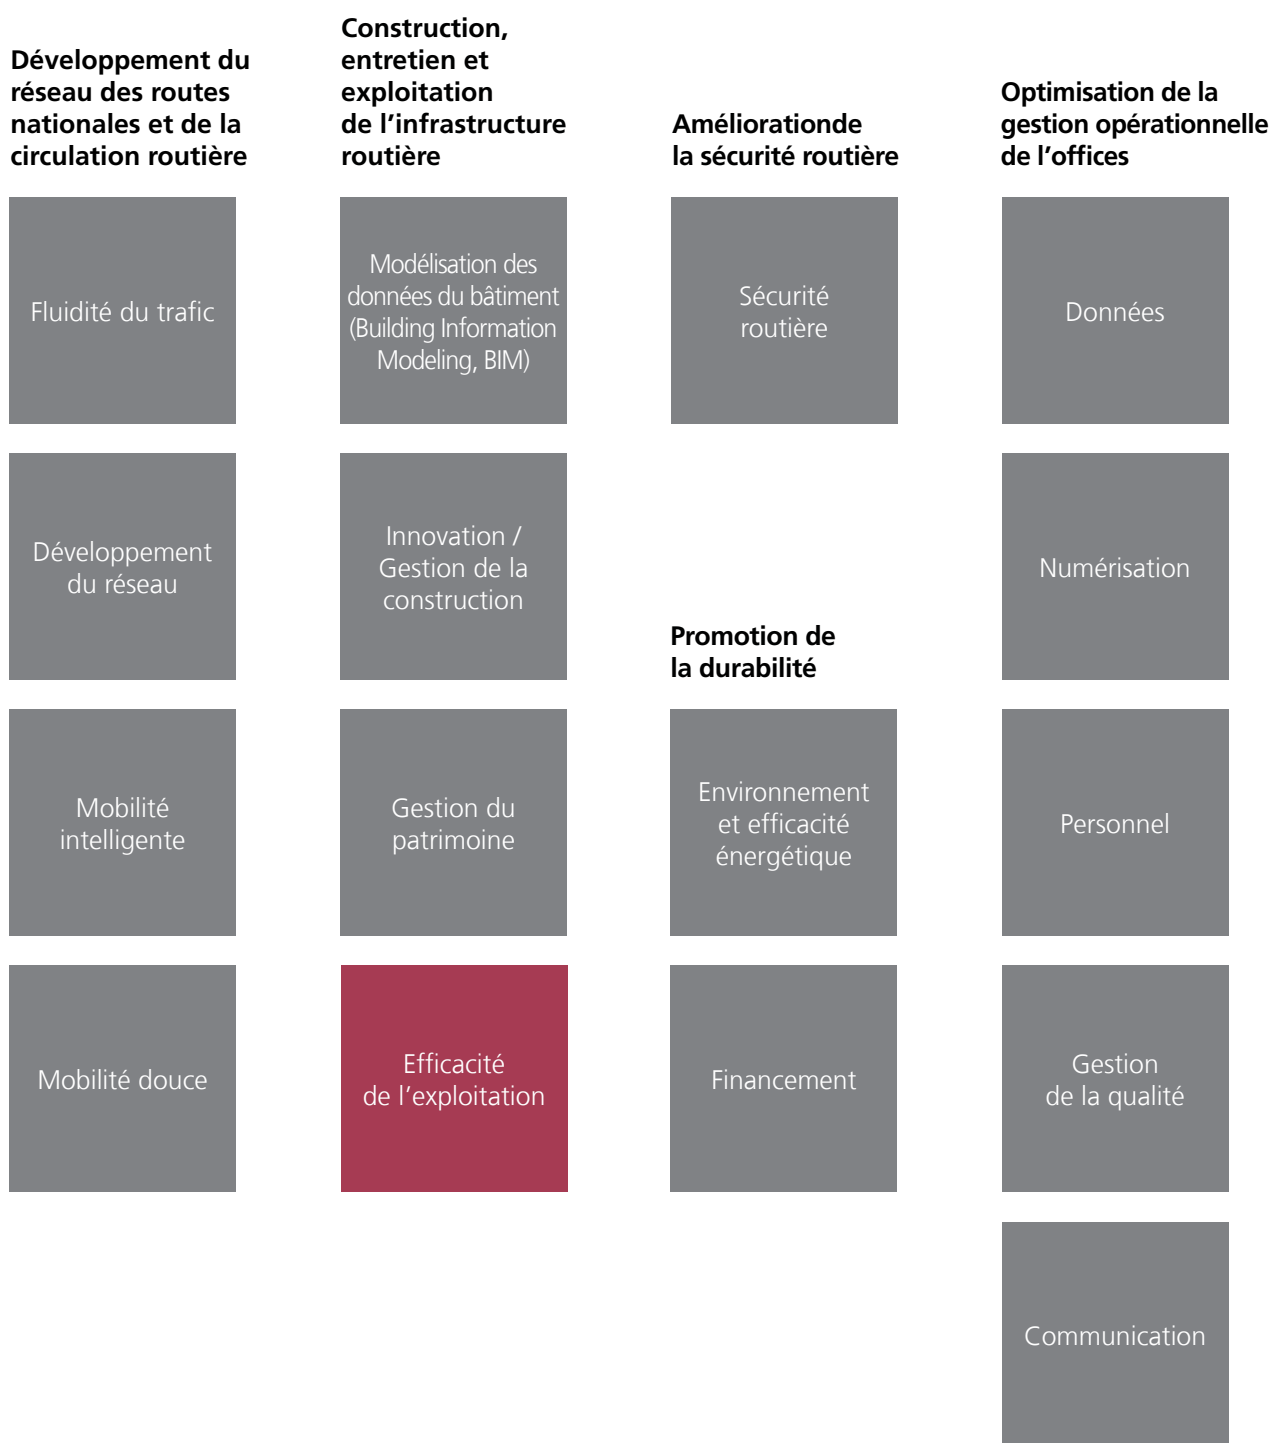 Développement du
réseau des routes
nationales et de la
circulation routière
Fluidité du trafic
Développement
du réseau
Mobilité
intelligente
Mobilité douce
Construction,
entretien et
exploitation
de l’infrastructure
routière
Modélisation des
données du bâtiment
(Building Information
Modeling, BIM)
Innovation /
Gestion de la
construction
Gestion du
patrimoine
Efficacité
de l’exploitation
Améliorationde
la sécurité routière
Sécurité
routière
Promotion de
la durabilité
Environnement
et efficacité
énergétique
Financement
Optimisation de la
gestion opérationnelle
de l’offices
Données
Numérisation
Personnel
Gestion
de la qualité
Communication